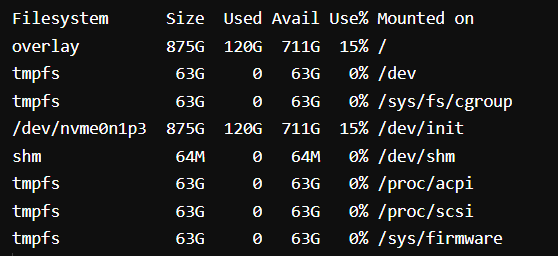 Filesystem      Size  Used Avail Use% Mounted on
overlay         875G  120G  711G  15% /
tmpfs            63G     0   63G   0% /dev
tmpfs            63G     0   63G   0% /sys/fs/cgroup
/dev/nvme0n1p3  875G  120G  711G  15% /dev/init
shm              64M     0   64M   0% /dev/shm
tmpfs            63G     0   63G   0% /proc/acpi
tmpfs            63G     0   63G   0% /proc/scsi
tmpfs            63G     0   63G   0% /sys/firmware